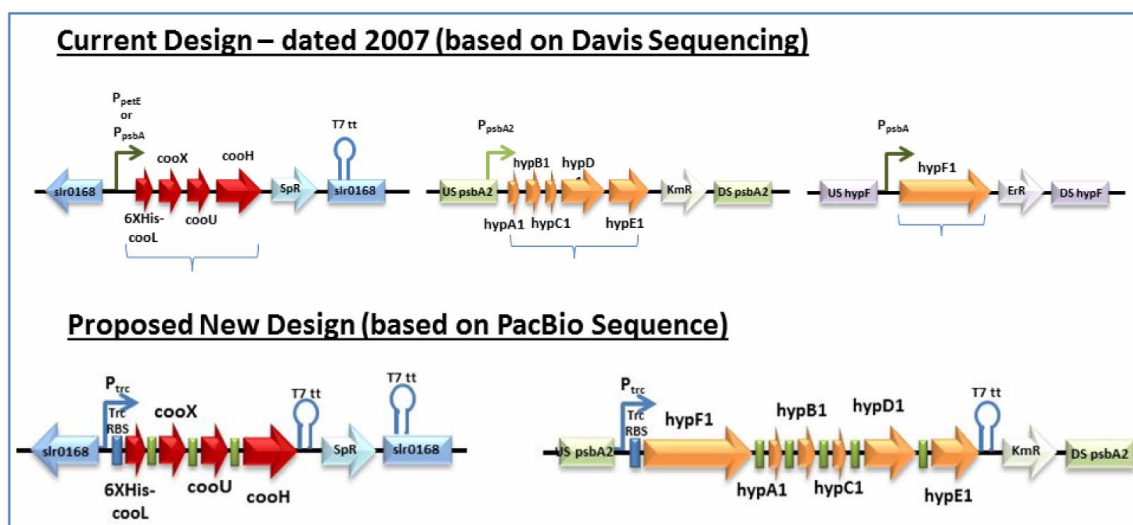 Current Design – dated 2007 (based on Davis Sequencing)
PpetE
or
PpsbA
cooX
cooH
T7 tt
slr0168
SpR
slr0168
6XHis-
cooL
cooU
PpsbA2
hypB1
hypD
1
US psbA2
KmR
DS psbA2
hypA1
hypC1
hypE1
PpsbA
hypF1
US hypF
ErR
DS hypF
Proposed New Design (based on PacBio Sequence)
Ptrc
Trc
RBS
cooX
T7 tt
T7 tt
slr0168
SpR
slr0168
6XHis-
cooL
cooU
cooH
Ptrc
Trc
RBS
hypF1
hypB1
hypD1
T7 tt
US psbA2
KmR
DS psbA2
hypA1
hypC1
hypE1